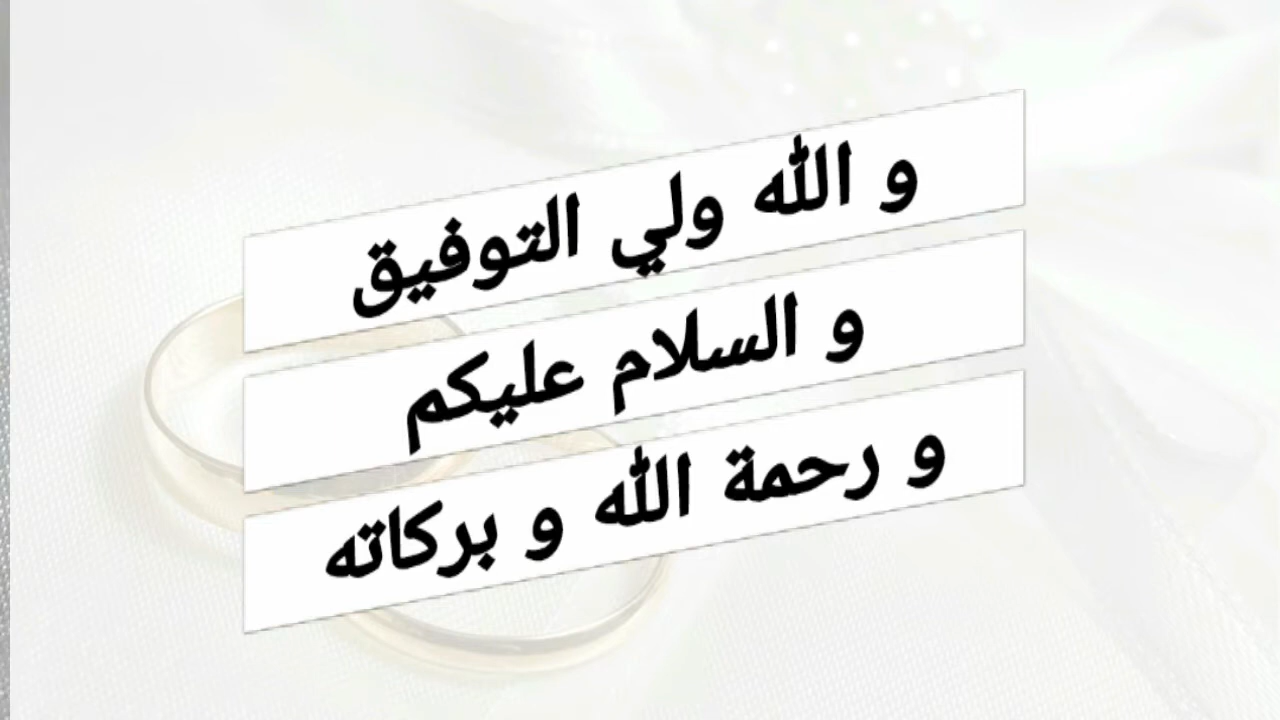 و الله ولي التوفيق
و السلام عليكم
و رحمة الله و بركاته